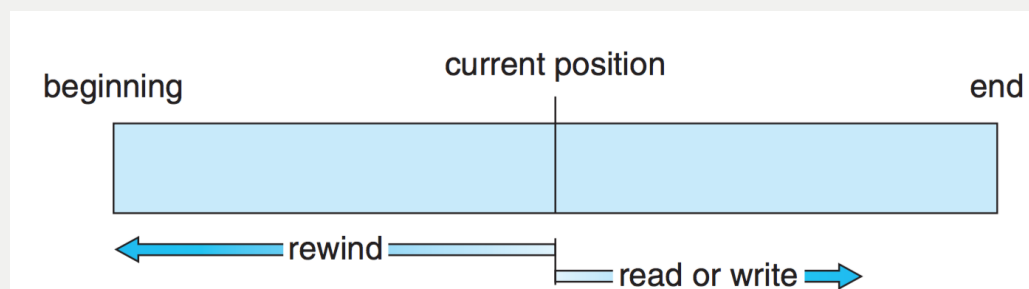 current position
beginning
end
rewind
read or write